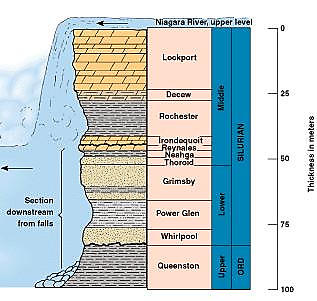 Niagara River, upper level
0
Lockport
Decew
25
Rochester
Irondequoit
Reynales
Neahga
Thorold
50
Grimsby
Power Glen
75
Whirlpool
Queenston
100
Middle
Lower
Upper
SILURIAN
ORD
Thickness in meters
Section
downstream
from falls